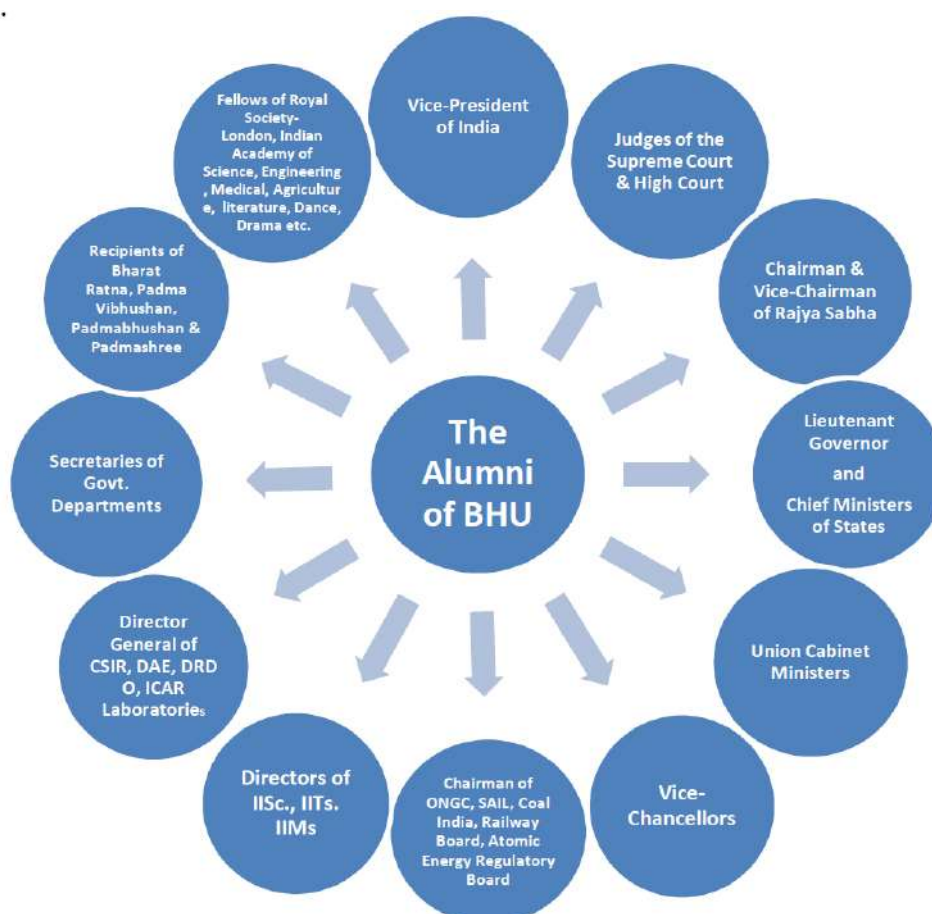 .
Vice-President
of India
Judges of the
Supreme Court
& High Court
Chairman &
Vice-Chairman
of Rajya Sabha
Lieutenant
Governor
and
Chief Ministers
of States
Union Cabinet
Ministers
Vice-
Chancellors
Chairman of
ONGC, SAIL, Coal
India, Railway
Board, Atomic
Energy Regulatory
Board
Directors of
IISc., IITs.
IIMs
Director
General of
CSIR, DAE, DRD
O, ICAR
Laboratories
Secretaries of
Govt.
Departments
Recipients of
Bharat
Ratna, Padma
Vibhushan,
Padmabhushan &
Padmashree
Fellows of Royal
Society-
London, Indian
Academy of
Science, Engineering
, Medical, Agricultur
e, literature, Dance,
Drama etc.
The
Alumni
of BHU